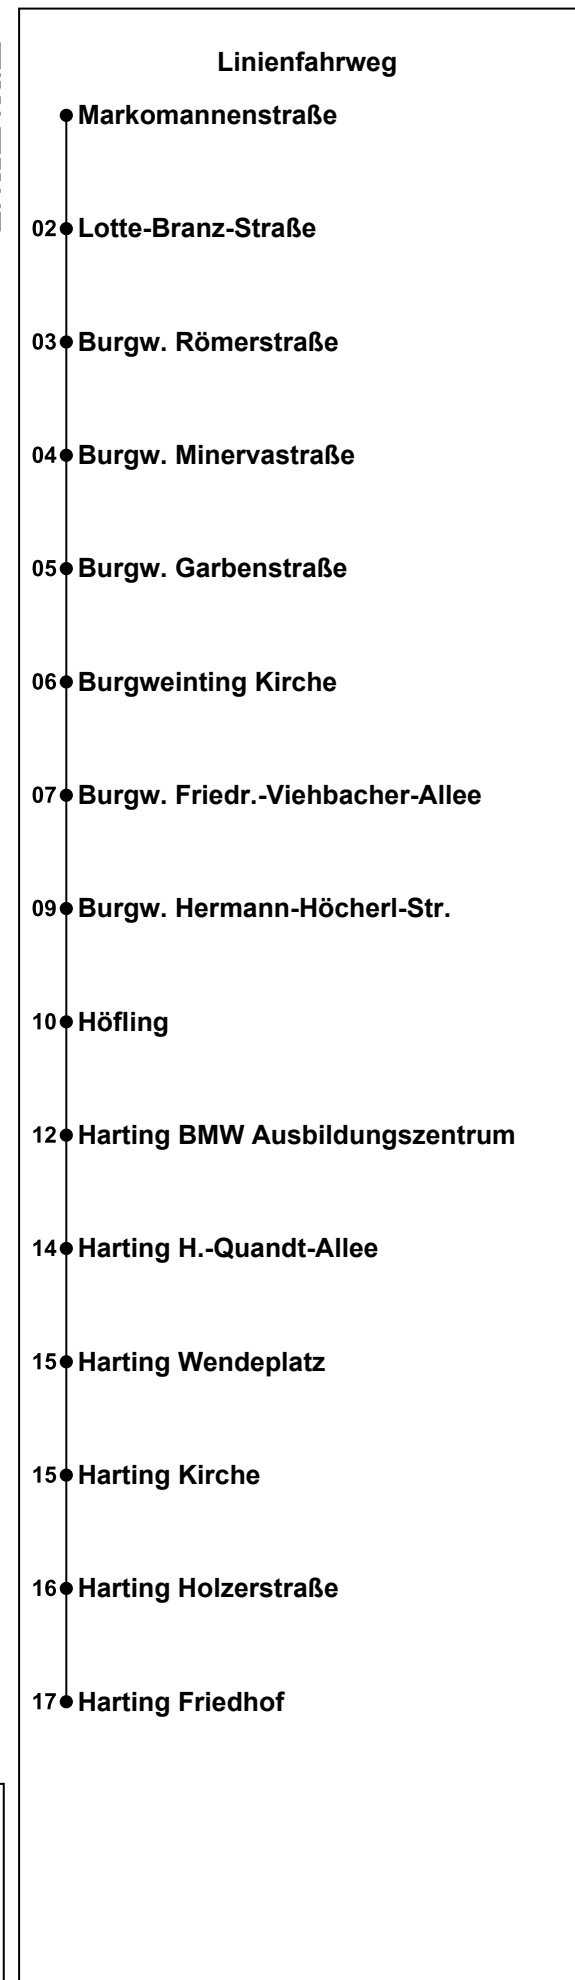 Linienfahrweg
Markomannenstraße
02 Lotte-Branz-Straße
03 Burgw. Römerstraße
04 Burgw. Minervastraße
05 Burgw. Garbenstraße
06 Burgweinting Kirche
07 Burgw. Friedr.-Viehbacher-Allee
09 Burgw. Hermann-Höcherl-Str.
10 Höfling
12 Harting BMW Ausbildungszentrum
14 Harting H.-Quandt-Allee
15 Harting Wendeplatz
15 Harting Kirche
16 Harting Holzerstraße
17 Harting Friedhof